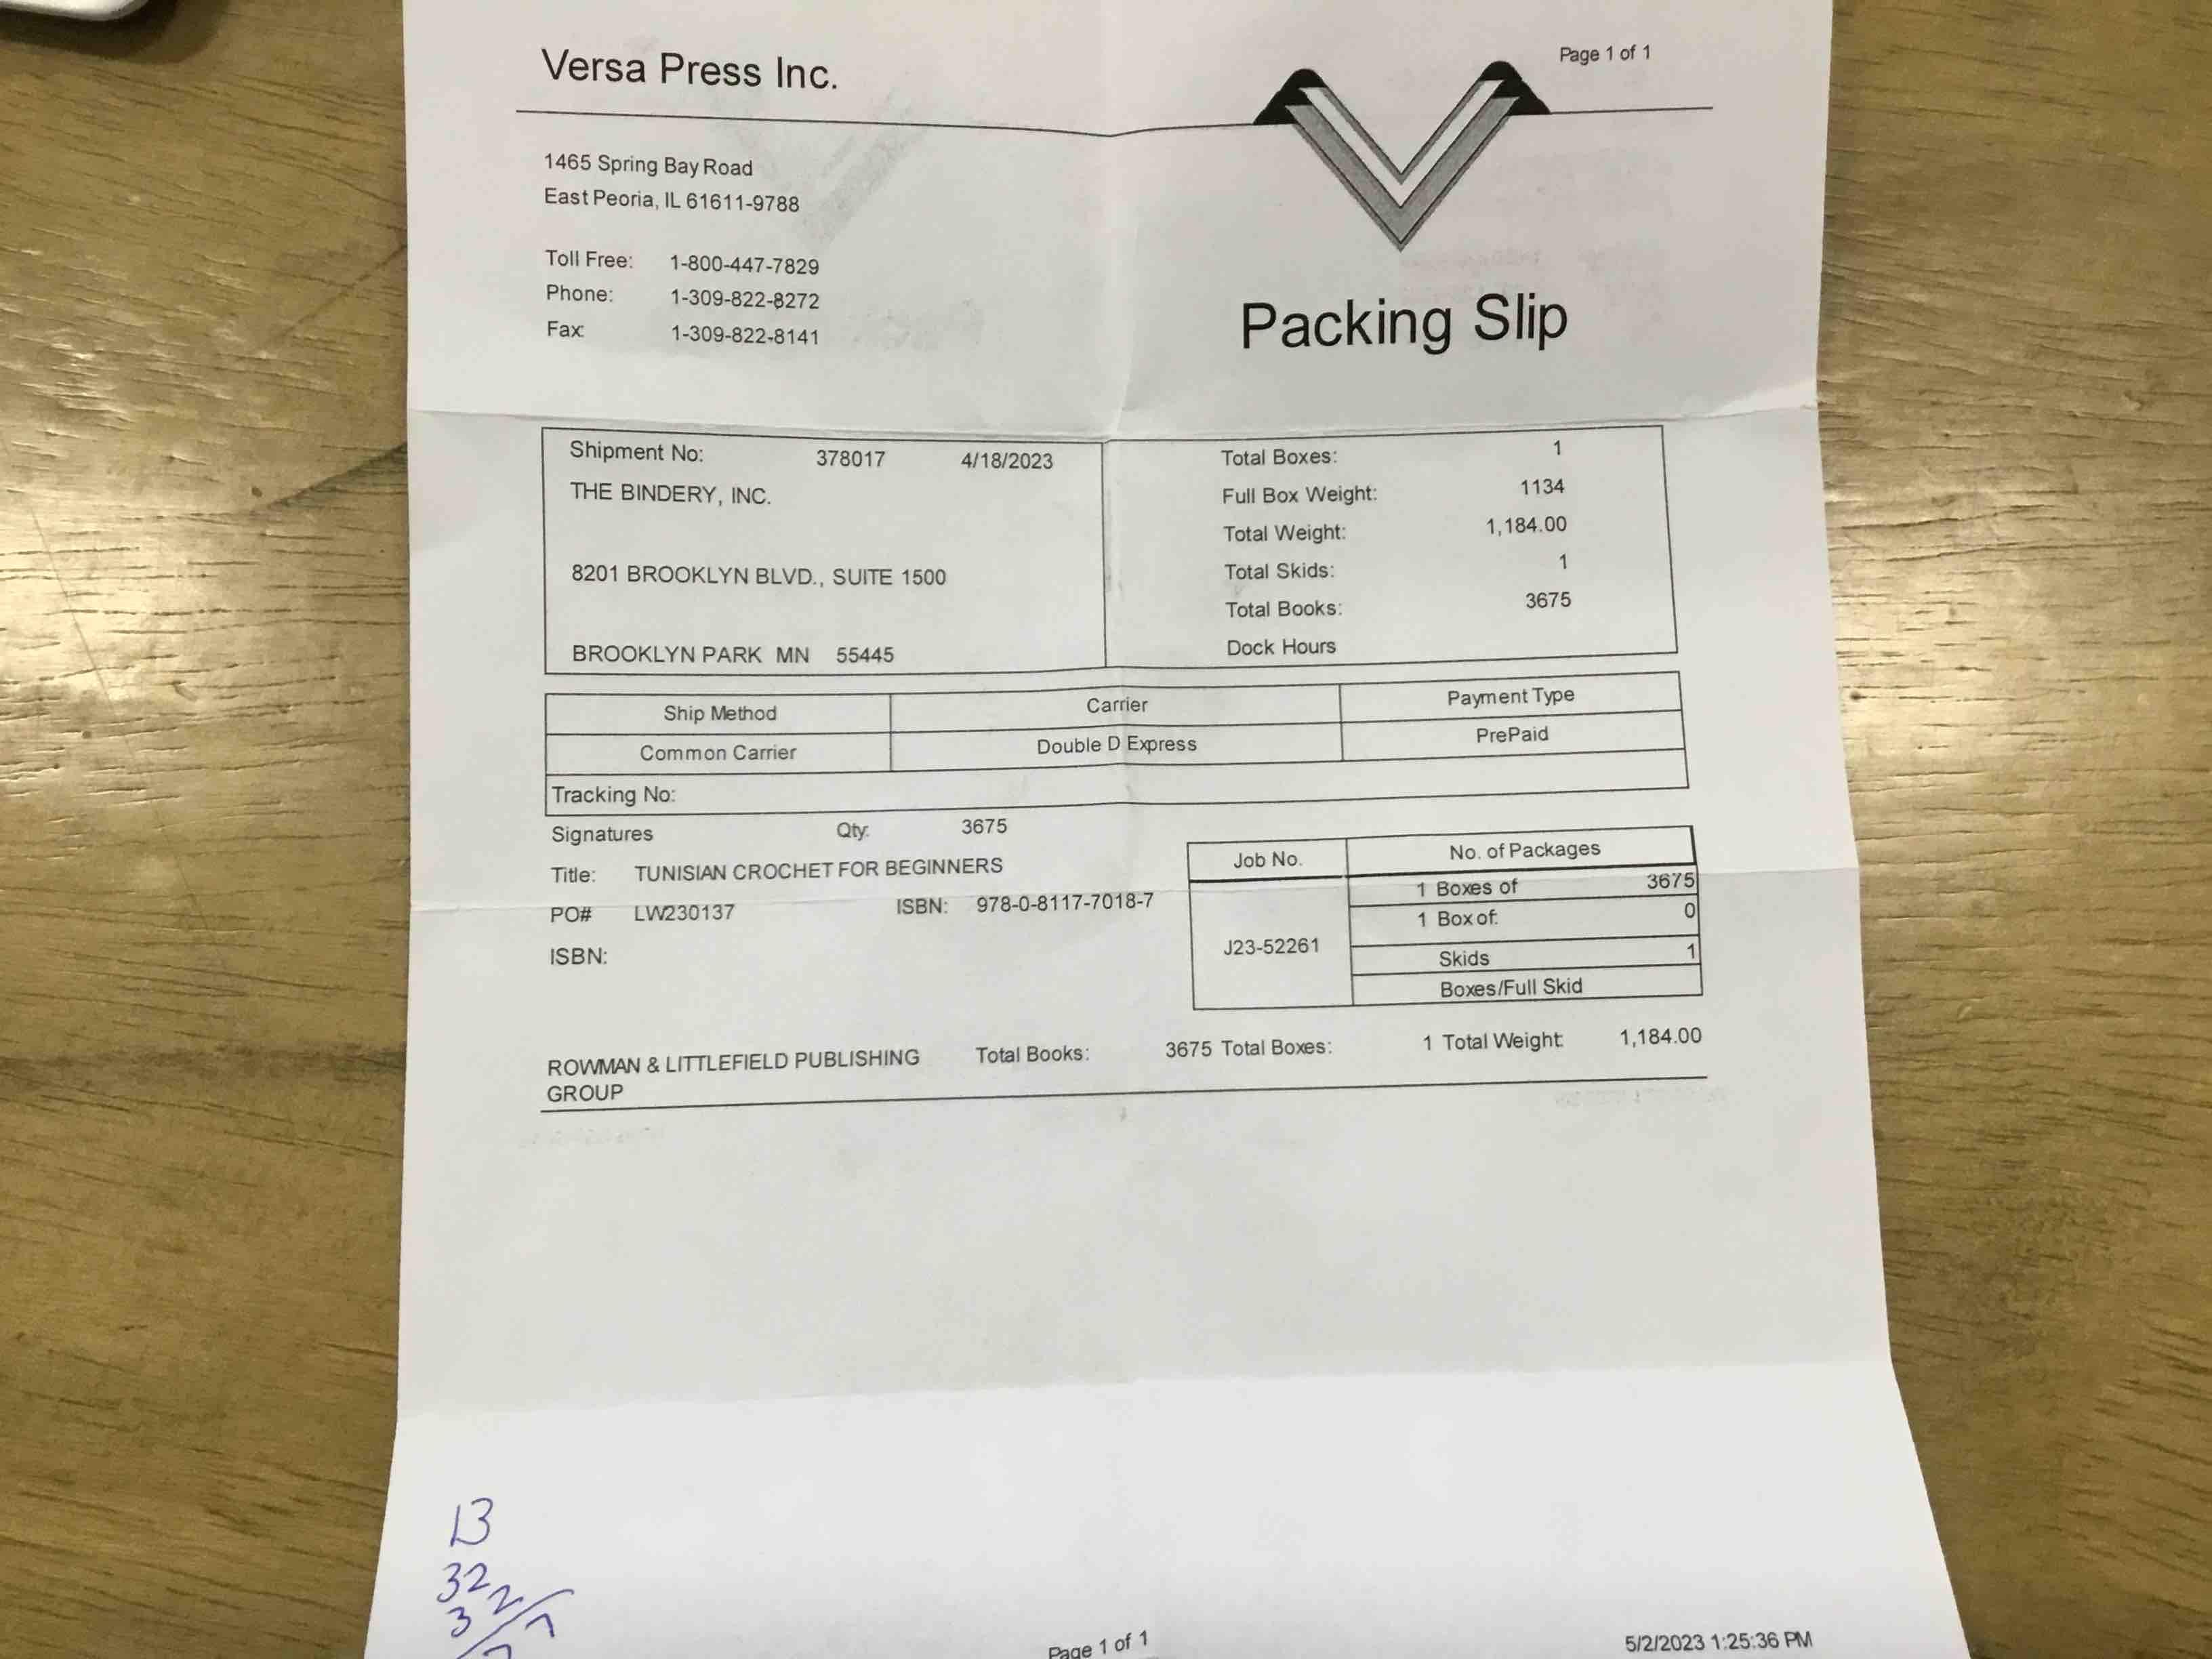 Page 1 of 1
Versa Press Inc.
1465 Spring Bay Road
East Peoria, IL 61611-9788
Toll Free: 1-800-447-7829
Phone: 1-309-822-8272
Fax: 1-309-822-8141
Packing Slip
Shipment No: 378017 4/18/2023
THE BINDERY, INC.
8201 BROOKLYN BLVD., SUITE 1500
BROOKLYN PARK MN 55445
Total Boxes: 1
Full Box Weight: 1134
Total Weight: 1,184.00
Total Skids: 1
Total Books: 3675
Dock Hours
Ship Method Carrier Payment Type
Common Carrier Double D Express PrePaid
Tracking No:
Signatures Qty: 3675
Title: TUNISIAN CROCHET FOR BEGINNERS
PO# LW230137 ISBN: 978-0-8117-7018-7
ISBN:
Job No. No. of Packages
J23-52261
1 Boxes of 3675
1 Box of: 0
Skids 1
Boxes/Full Skid
ROWMAN & LITTLEFIELD PUBLISHING
GROUP
Total Books: 3675 Total Boxes: 1 Total Weight: 1,184.00
13
32
Page 1 of 1
5/2/2023 1:25:36 PM